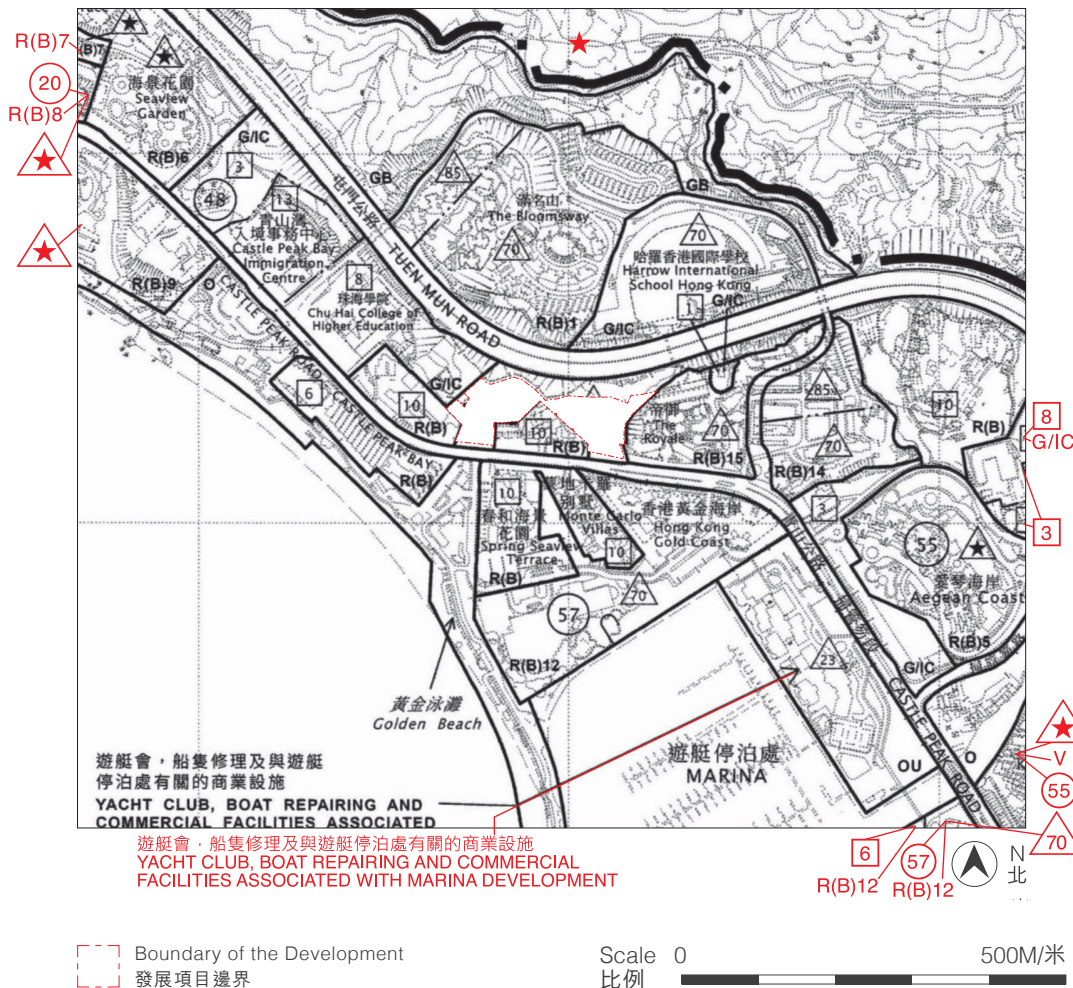 R(B)7
(B)7
20
R(B)8
海景花園
Seaview
Garden
R(B)6
G/IC
3
48
13
青山灣
入境事務中心
Castle Peak Bay
Immigration
Centre
屯門公路
TUEN MUN ROAD
GB
85
滿名山
The Bloomsway
70
R(B)1
GB
70
哈羅香港國際學校
Harrow International
School Hong Kong
1
G/IC
G/IC
8
珠海學院
Chu Hai College of
Higher Education
R(B)9
O
CASTLE PEAK ROAD
CASTLE PEAK BAY
6
R(B)
G/IC
10
R(B)
10
R(B)
帝御
The
Royale
70
R(B)15
85
70
R(B)14
10
R(B)
8
G/IC
3
10
春和海景
花園
Spring Seaview
Terrace
R(B)
蒙地卡羅
別墅
Monte Carlo
Villas
10
香港黃金海岸
Hong Kong
Gold Coast
3
55
愛琴海岸
Aegean Coast
R(B)5
G/IC
57
70
R(B)12
23
CASTLE PEAK ROAD
黃金泳灘
Golden Beach
遊艇停泊處
MARINA
OU
O
V
55
遊艇會，船隻修理及與遊艇
停泊處有關的商業設施
YACHT CLUB, BOAT REPAIRING AND
COMMERCIAL FACILITIES ASSOCIATED
遊艇會，船隻修理及與遊艇停泊處有關的商業設施
YACHT CLUB, BOAT REPAIRING AND COMMERCIAL
FACILITIES ASSOCIATED WITH MARINA DEVELOPMENT
6
R(B)12
57
R(B)12
70
N
北
Boundary of the Development
發展項目邊界
Scale 0 500M/米
比例